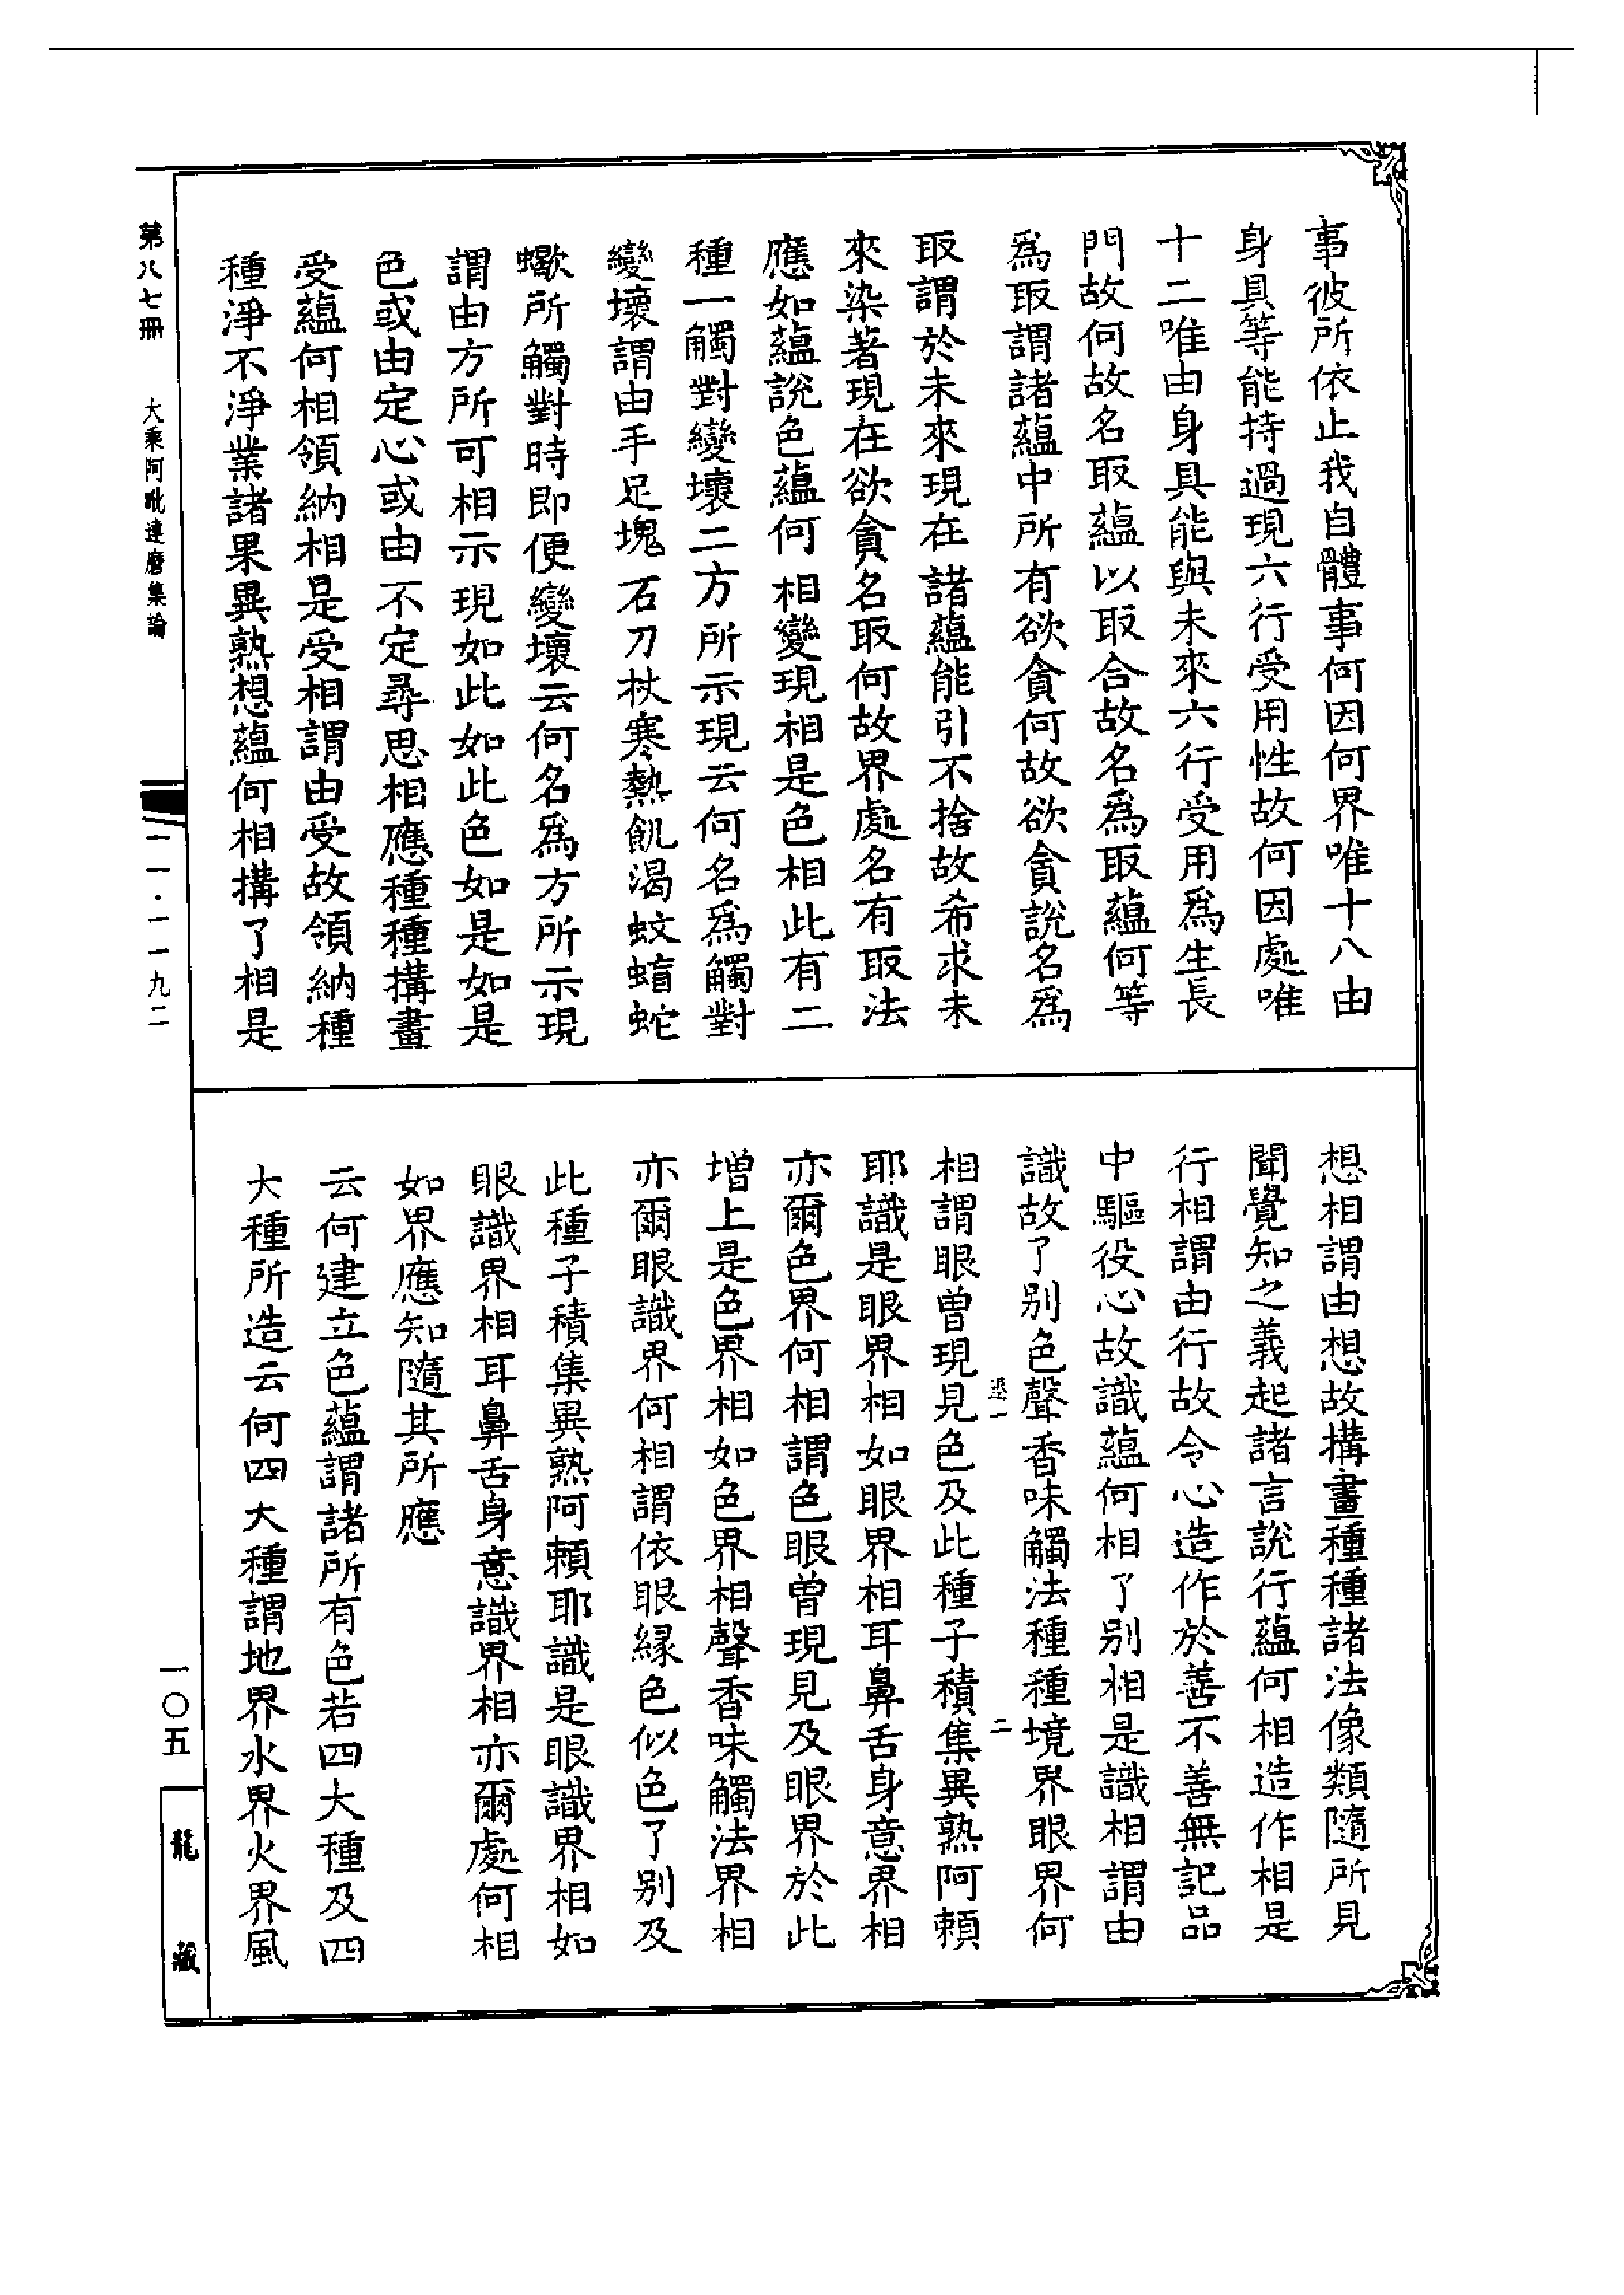 事彼所依止我自體事何因何界唯十八由
身具等能持過現六行受用性故何因處唯
十二唯由身具能與未來六行受用為生長
門故何故名取蘊以取合故名為取蘊何等
為取謂諸蘊中所有欲貪何故欲貪說名為
取謂於未來現在諸蘊能引不捨故希求未
來染著現在欲貪名取何故界處名有取法
應如蘊說色蘊何相變現相是色相此有二
種一觸對變壞二方所示現云何名為觸對
變壞謂由手足塊石刀杖寒熱飢渴蚊蝱蛇
蠍所觸對時即便變壞云何名為方所示現
謂由方所可相示現如此如此色如是如是
色或由定心或由不定尋思相應種種搆畫
受蘊何相領納相是受相謂由受故領納種
種淨不淨業諸果異熟想蘊何相搆了相是
想相謂由想故搆畫種種諸法像類隨所見
聞覺知之義起諸言說行蘊何相造作相是
行相謂由行故令心造作於善不善無記品
中驅役心故識蘊何相了別相是識相謂由
識故了別色聲香味觸法種種境界眼界何
相謂眼曾現見色及此種子積集異熟阿賴
耶識是眼界相如眼界相耳鼻舌身意界相
亦爾色界何相謂色眼曾現見及眼界於此
增上是色界相如色界相聲香味觸法界相
亦爾眼識界何相謂依眼緣色似色了別及
此種子積集異熟阿賴耶識是眼識界相如
眼識界相耳鼻舌身意識界相亦爾處何相
如界應知隨其所應
云何建立色蘊謂諸所有色若四大種及四
大種所造云何四大種謂地界水界火界風
第八七冊
大乘阿毗達磨集論
一一·一一九二
一〇五
龍藏
二